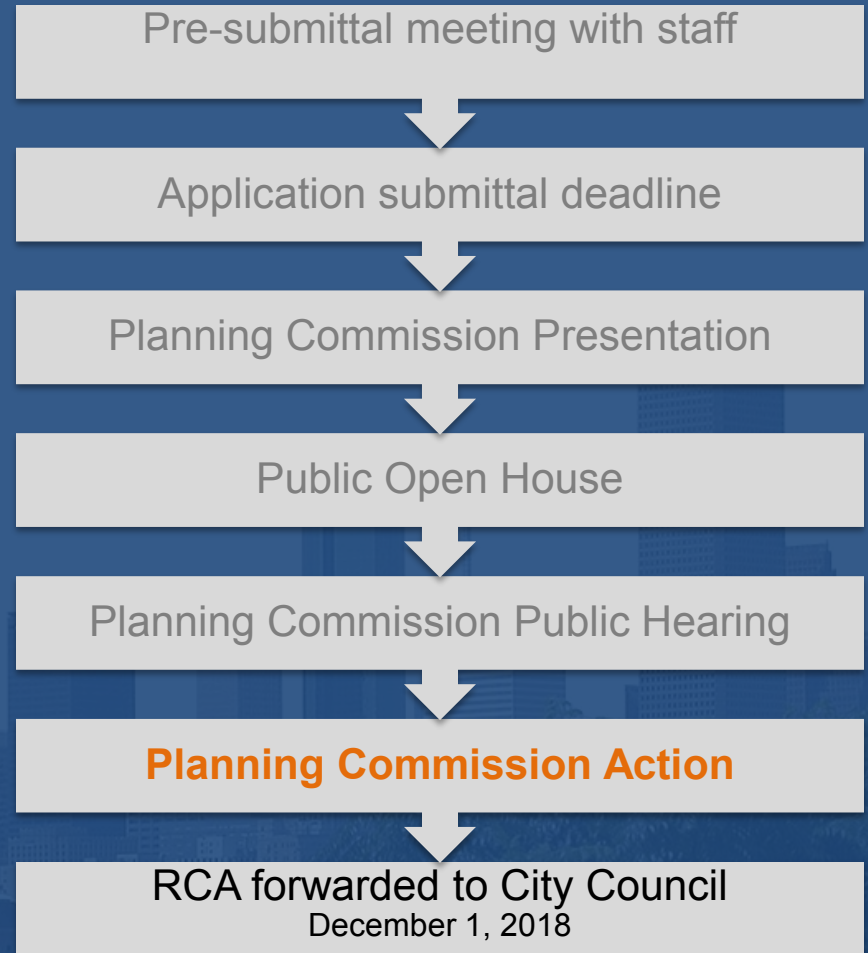 Pre-submittal meeting with staff
Application submittal deadline
Planning Commission Presentation
Public Open House
Planning Commission Public Hearing
Planning Commission Action
RCA forwarded to City Council
December 1, 2018